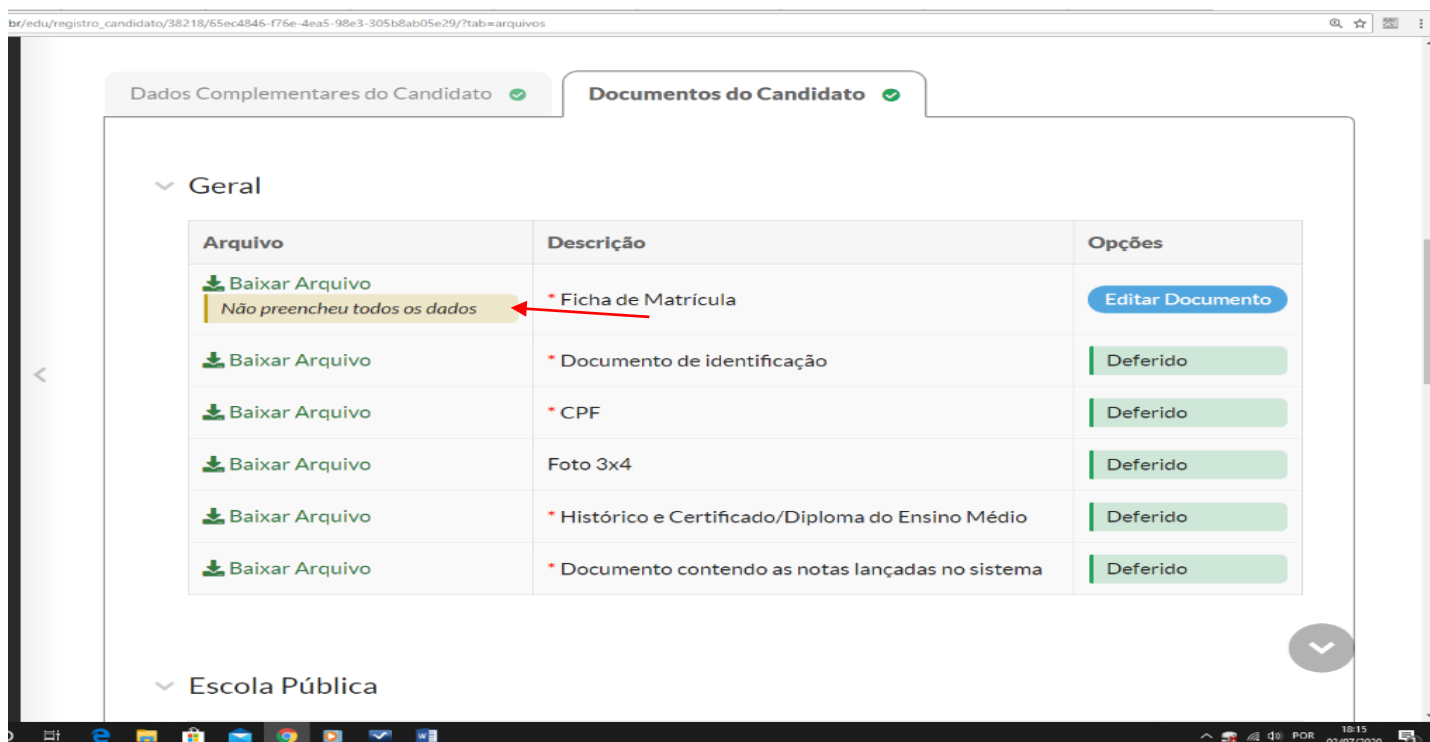 br/edu/registro_candidato/38218/65ec4846-f76e-4ea5-98e3-305b8ab05e29/?tab=arquivos
Dados Complementares do Candidato
Documentos do Candidato
Geral
Arquivo Descrição Opções
Baixar Arquivo
Não preencheu todos os dados
* Ficha de Matrícula
Editar Documento
Baixar Arquivo * Documento de identificação Deferido
Baixar Arquivo * CPF Deferido
Baixar Arquivo Foto 3x4 Deferido
Baixar Arquivo * Histórico e Certificado/Diploma do Ensino Médio Deferido
Baixar Arquivo * Documento contendo as notas lançadas no sistema Deferido
Escola Pública
POR
18:15